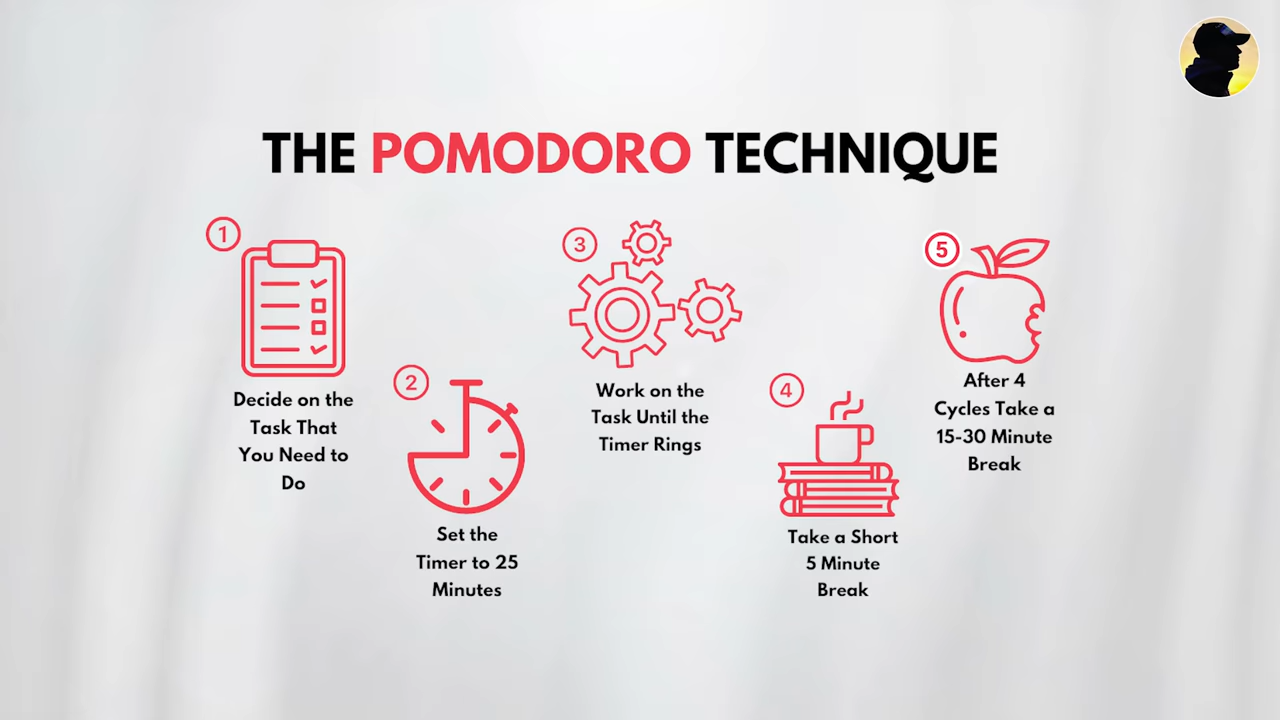 THE POMODORO TECHNIQUE
1
Decide on the
Task That
You Need to
Do
2
Set the
Timer to 25
Minutes
3
Work on the
Task Until the
Timer Rings
4
Take a Short
5 Minute
Break
5
After 4
Cycles Take a
15-30 Minute
Break